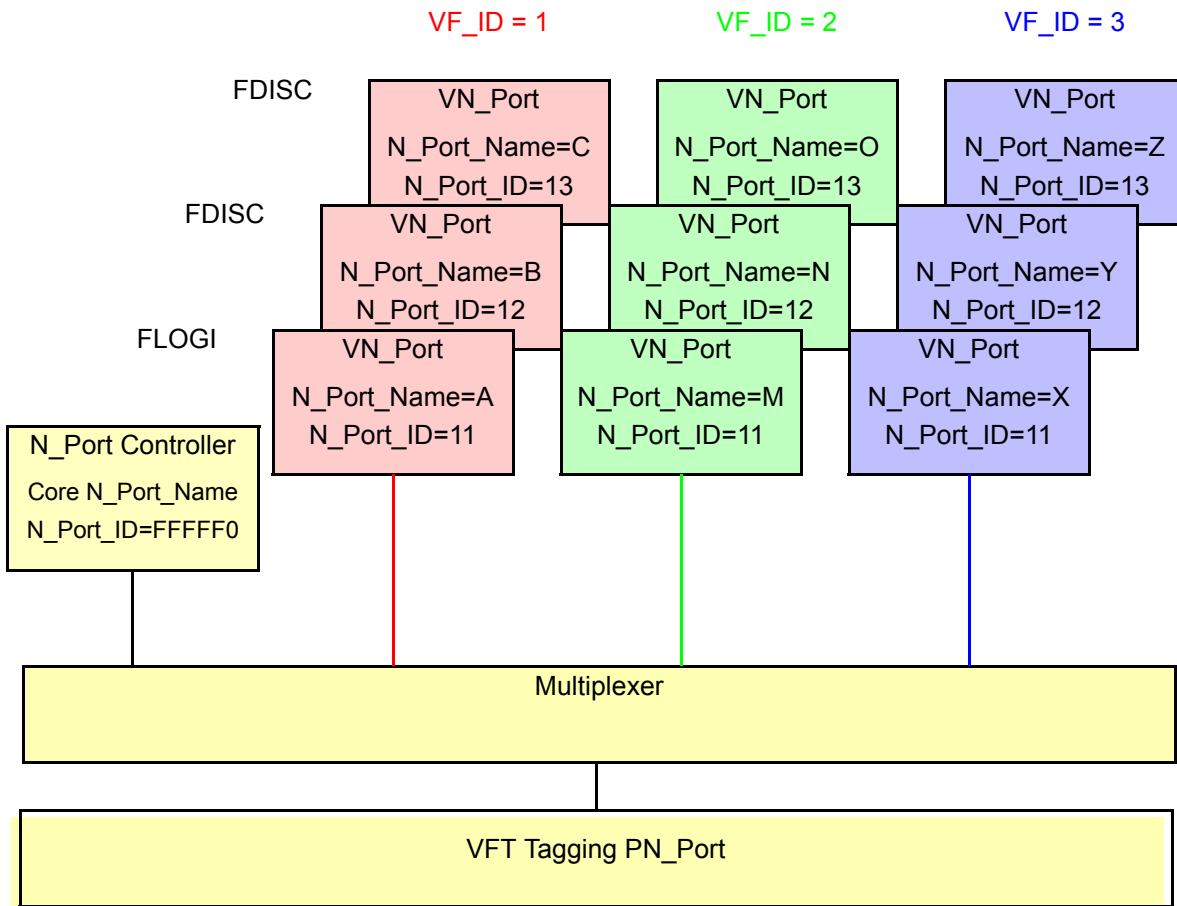 VF_ID = 1
VF_ID = 2
VF_ID = 3
FDISC
VN_Port
N_Port_Name=C
N_Port_ID=13
VN_Port
N_Port_Name=O
N_Port_ID=13
VN_Port
N_Port_Name=Z
N_Port_ID=13
FDISC
VN_Port
N_Port_Name=B
N_Port_ID=12
VN_Port
N_Port_Name=N
N_Port_ID=12
VN_Port
N_Port_Name=Y
N_Port_ID=12
FLOGI
VN_Port
N_Port_Name=A
N_Port_ID=11
VN_Port
N_Port_Name=M
N_Port_ID=11
VN_Port
N_Port_Name=X
N_Port_ID=11
N_Port Controller
Core N_Port_Name
N_Port_ID=FFFFF0
Multiplexer
VFT Tagging PN_Port